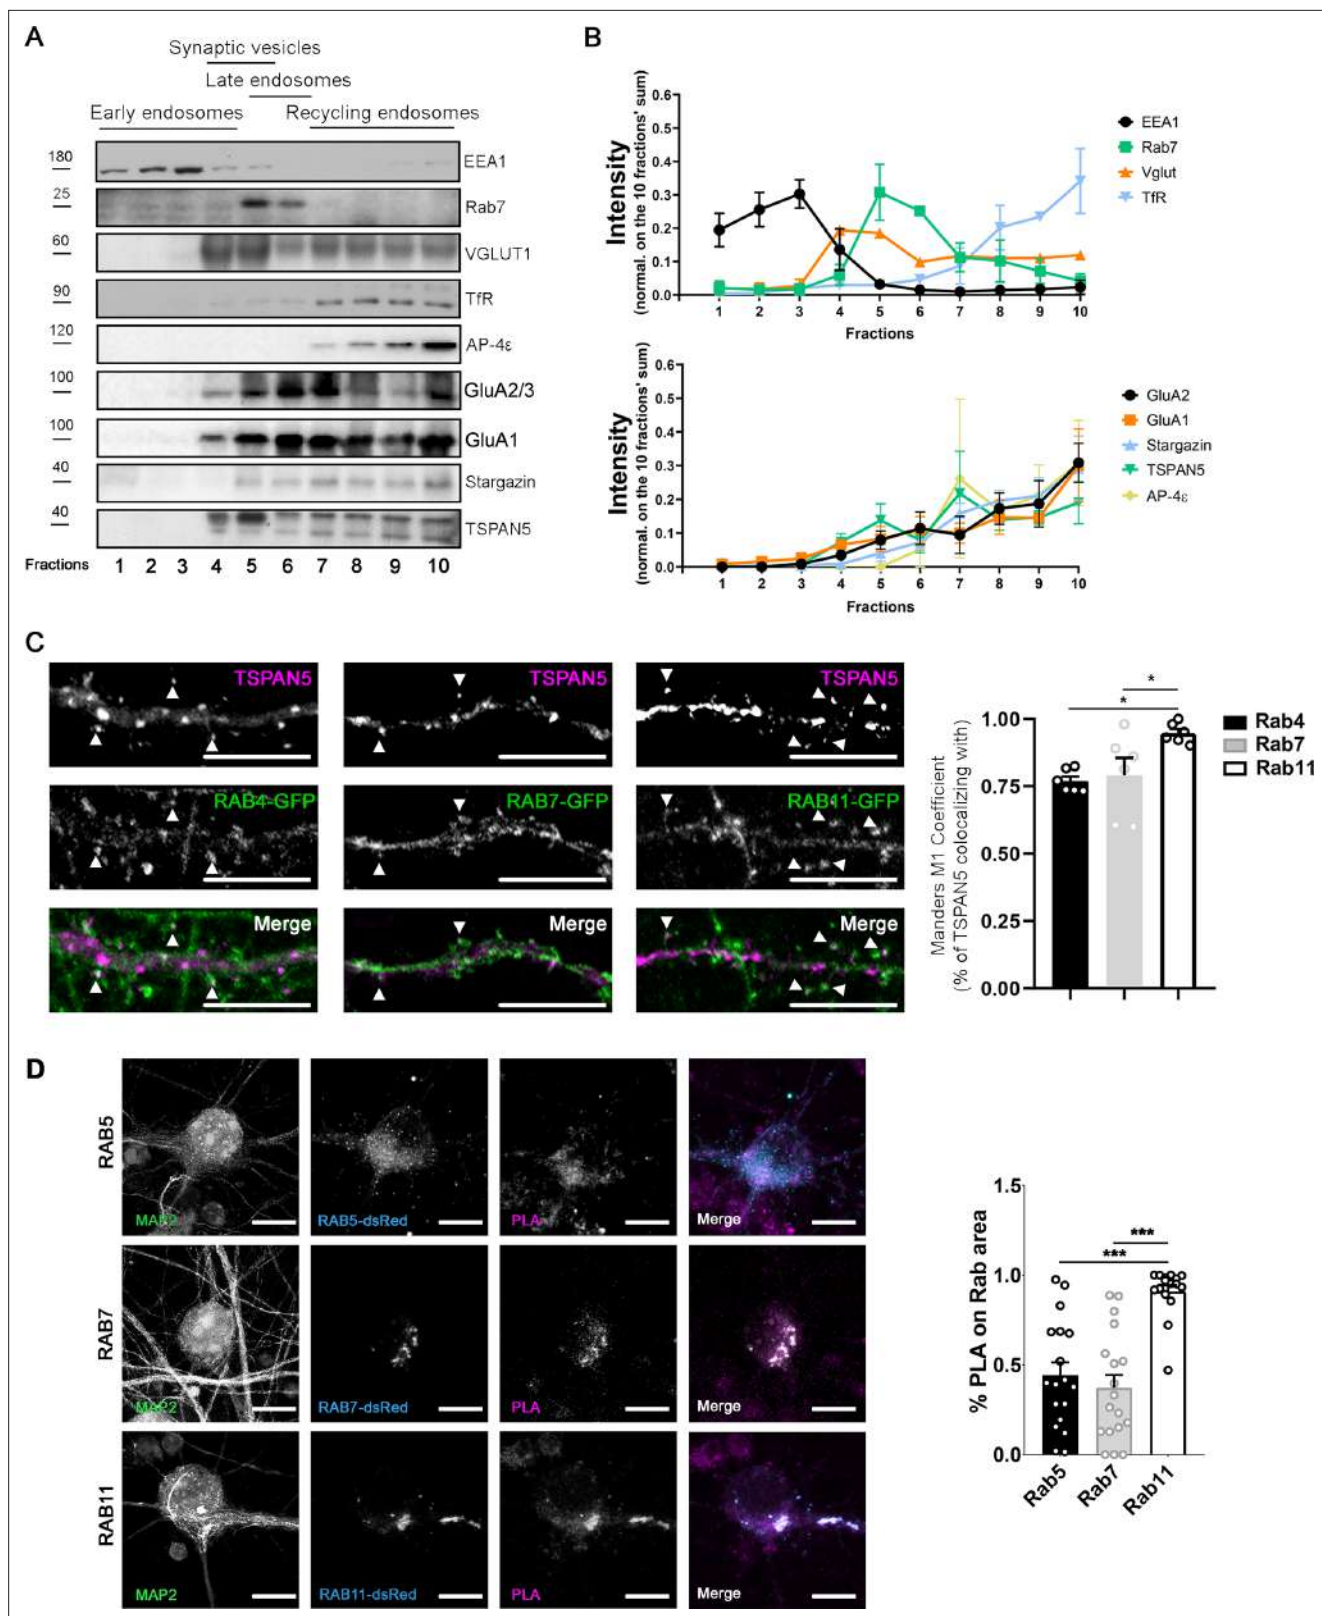 A
Synaptic vesicles
Late endosomes
Early endosomes
Recycling endosomes
180
EEA1
25
Rab7
60
VGLUT1
90
TfR
120
AP-4ε
100
GluA2/3
100
GluA1
40
Stargazin
40
TSPAN5
Fractions 1 2 3 4 5 6 7 8 9 10
B
Intensity
(normal. on the 10 fractions' sum)
0.6
0.5
0.4
0.3
0.2
0.1
0.0
1 2 3 4 5 6 7 8 9 10
Fractions
EEA1
Rab7
Vglut
TfR
Intensity
(normal. on the 10 fractions' sum)
0.6
0.5
0.4
0.3
0.2
0.1
0.0
1 2 3 4 5 6 7 8 9 10
Fractions
GluA2
GluA1
Stargazin
TSPAN5
AP-4ε
C
TSPAN5
TSPAN5
TSPAN5
RAB4-GFP
RAB7-GFP
RAB11-GFP
Merge
Merge
Merge
Manders M1 Coefficient
(% of TSPAN5 colocalizing with)
1.00
0.75
0.50
0.25
0.00
*
*
Rab4
Rab7
Rab11
D
RAB5
MAP2
RAB5-dsRed
PLA
Merge
RAB7
MAP2
RAB7-dsRed
PLA
Merge
RAB11
MAP2
RAB11-dsRed
PLA
Merge
% PLA on Rab area
1.5
1.0
0.5
0.0
***
***
Rab5
Rab7
Rab11